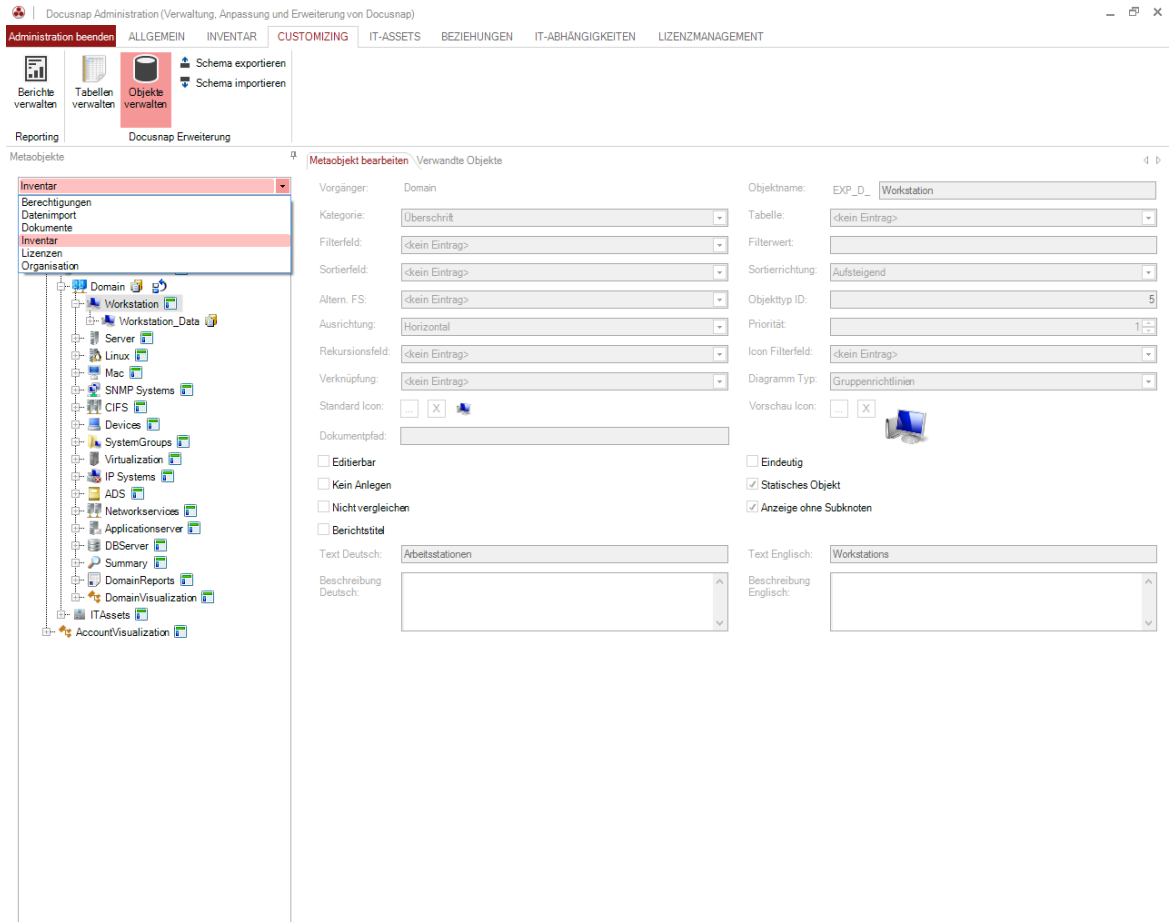 Docusnap Administration (Verwaltung, Anpassung und Erweiterung von Docusnap)
Administration beenden ALLGEMEIN INVENTAR CUSTOMIZING IT-ASSETS BEZIEHUNGEN IT-ABHÄNGIGKEITEN LIZENZMANAGEMENT
Berichte verwalten
Tabellen verwalten
Objekte verwalten
Schema exportieren
Schema importieren
Reporting
Docusnap Erweiterung
Metaobjekte
Inventar
Berechtigungen
Datenimport
Dokumente
Inventar
Lizenzen
Organisation
Domain
Workstation
Workstation_Data
Server
Linux
Mac
SNMP Systems
CIFS
Devices
SystemGroups
Virtualization
IP Systems
ADS
Networkservices
Applicationserver
DBServer
Summary
DomainReports
DomainVisualization
ITAssets
AccountVisualization
Metaobjekt bearbeiten Verwandte Objekte
Vorgänger: Domain Objektname: EXP_D_ Workstation
Kategorie: Überschrift Tabelle: <kein Eintrag>
Filterfeld: <kein Eintrag> Filterwert:
Sortierfeld: <kein Eintrag> Sortierrichtung: Aufsteigend
Altern. FS: <kein Eintrag> Objekttyp ID: 5
Ausrichtung: Horizontal Priorität: 1
Rekursionsfeld: <kein Eintrag> Icon Filterfeld: <kein Eintrag>
Verknüpfung: <kein Eintrag> Diagramm Typ: Gruppenrichtlinien
Standard Icon: ... X Vorschau Icon: ... X
Dokumentpfad:
Editierbar Eindeutig
Kein Anlegen Statisches Objekt
Nicht vergleichen Anzeige ohne Subknoten
Berichtstitel
Text Deutsch: Arbeitsstationen Text Englisch: Workstations
Beschreibung Deutsch: Beschreibung Englisch: